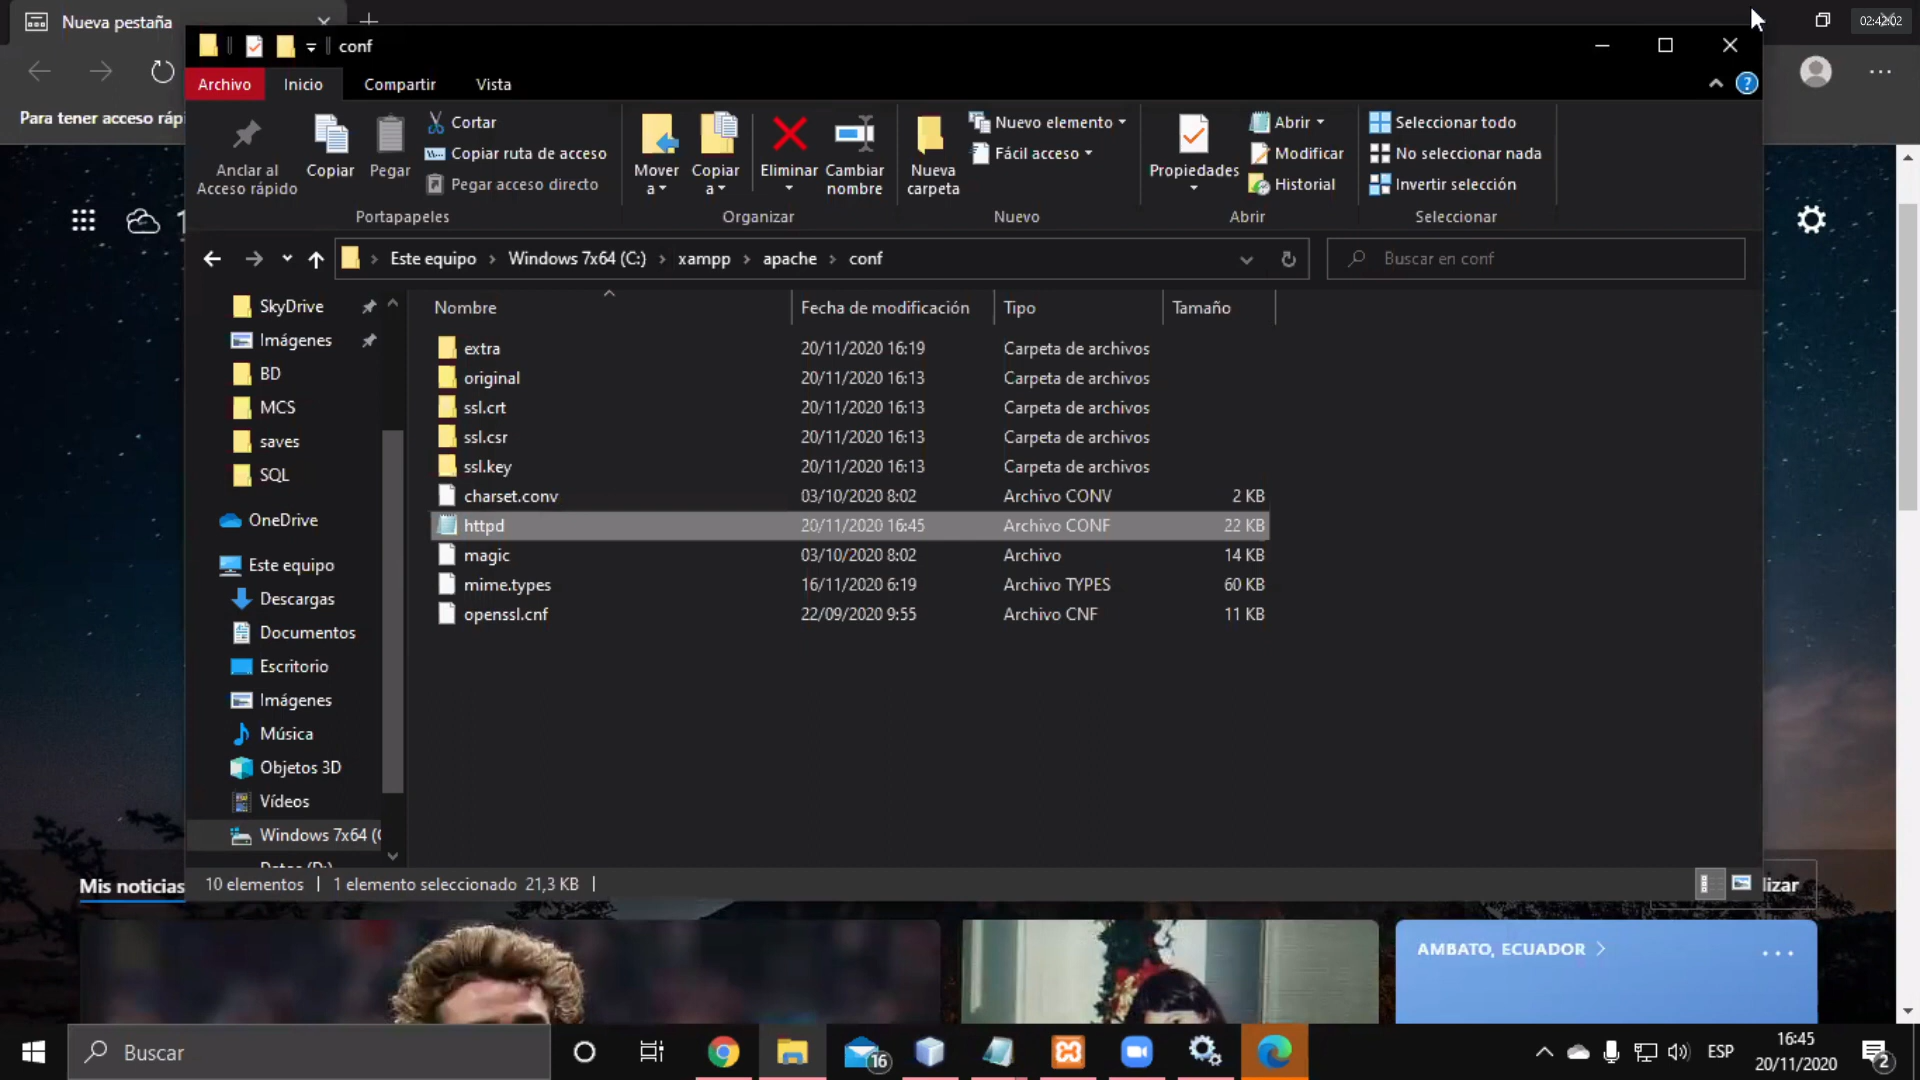 Nueva pestaña
02:42:02
conf
Archivo
Inicio
Compartir
Vista
Para tener acceso rápi
Anclar al
Acceso rápido
Copiar
Pegar
Cortar
Copiar ruta de acceso
Pegar acceso directo
Portapapeles
Mover
a
Copiar
a
Eliminar
Cambiar
nombre
Organizar
Nueva
carpeta
Nuevo elemento
Fácil acceso
Nuevo
Propiedades
Abrir
Modificar
Historial
Abrir
Seleccionar todo
No seleccionar nada
Invertir selección
Seleccionar
1
Este equipo > Windows 7x64 (C:) > xampp > apache > conf
Buscar en conf
SkyDrive
Imágenes
BD
MCS
saves
SQL
OneDrive
Este equipo
Descargas
Documentos
Escritorio
Imágenes
Música
Objetos 3D
Vídeos
Windows 7x64 (
Datos (D:)
Nombre Fecha de modificación Tipo Tamaño
extra 20/11/2020 16:19 Carpeta de archivos
original 20/11/2020 16:13 Carpeta de archivos
ssl.crt 20/11/2020 16:13 Carpeta de archivos
ssl.csr 20/11/2020 16:13 Carpeta de archivos
ssl.key 20/11/2020 16:13 Carpeta de archivos
charset.conv 03/10/2020 8:02 Archivo CONV 2 KB
httpd 20/11/2020 16:45 Archivo CONF 22 KB
magic 03/10/2020 8:02 Archivo 14 KB
mime.types 16/11/2020 6:19 Archivo TYPES 60 KB
openssl.cnf 22/09/2020 9:55 Archivo CNF 11 KB
10 elementos | 1 elemento seleccionado 21,3 KB |
Mis noticias
lizar
AMBATO, ECUADOR >
Buscar
16
ESP
16:45
20/11/2020
2